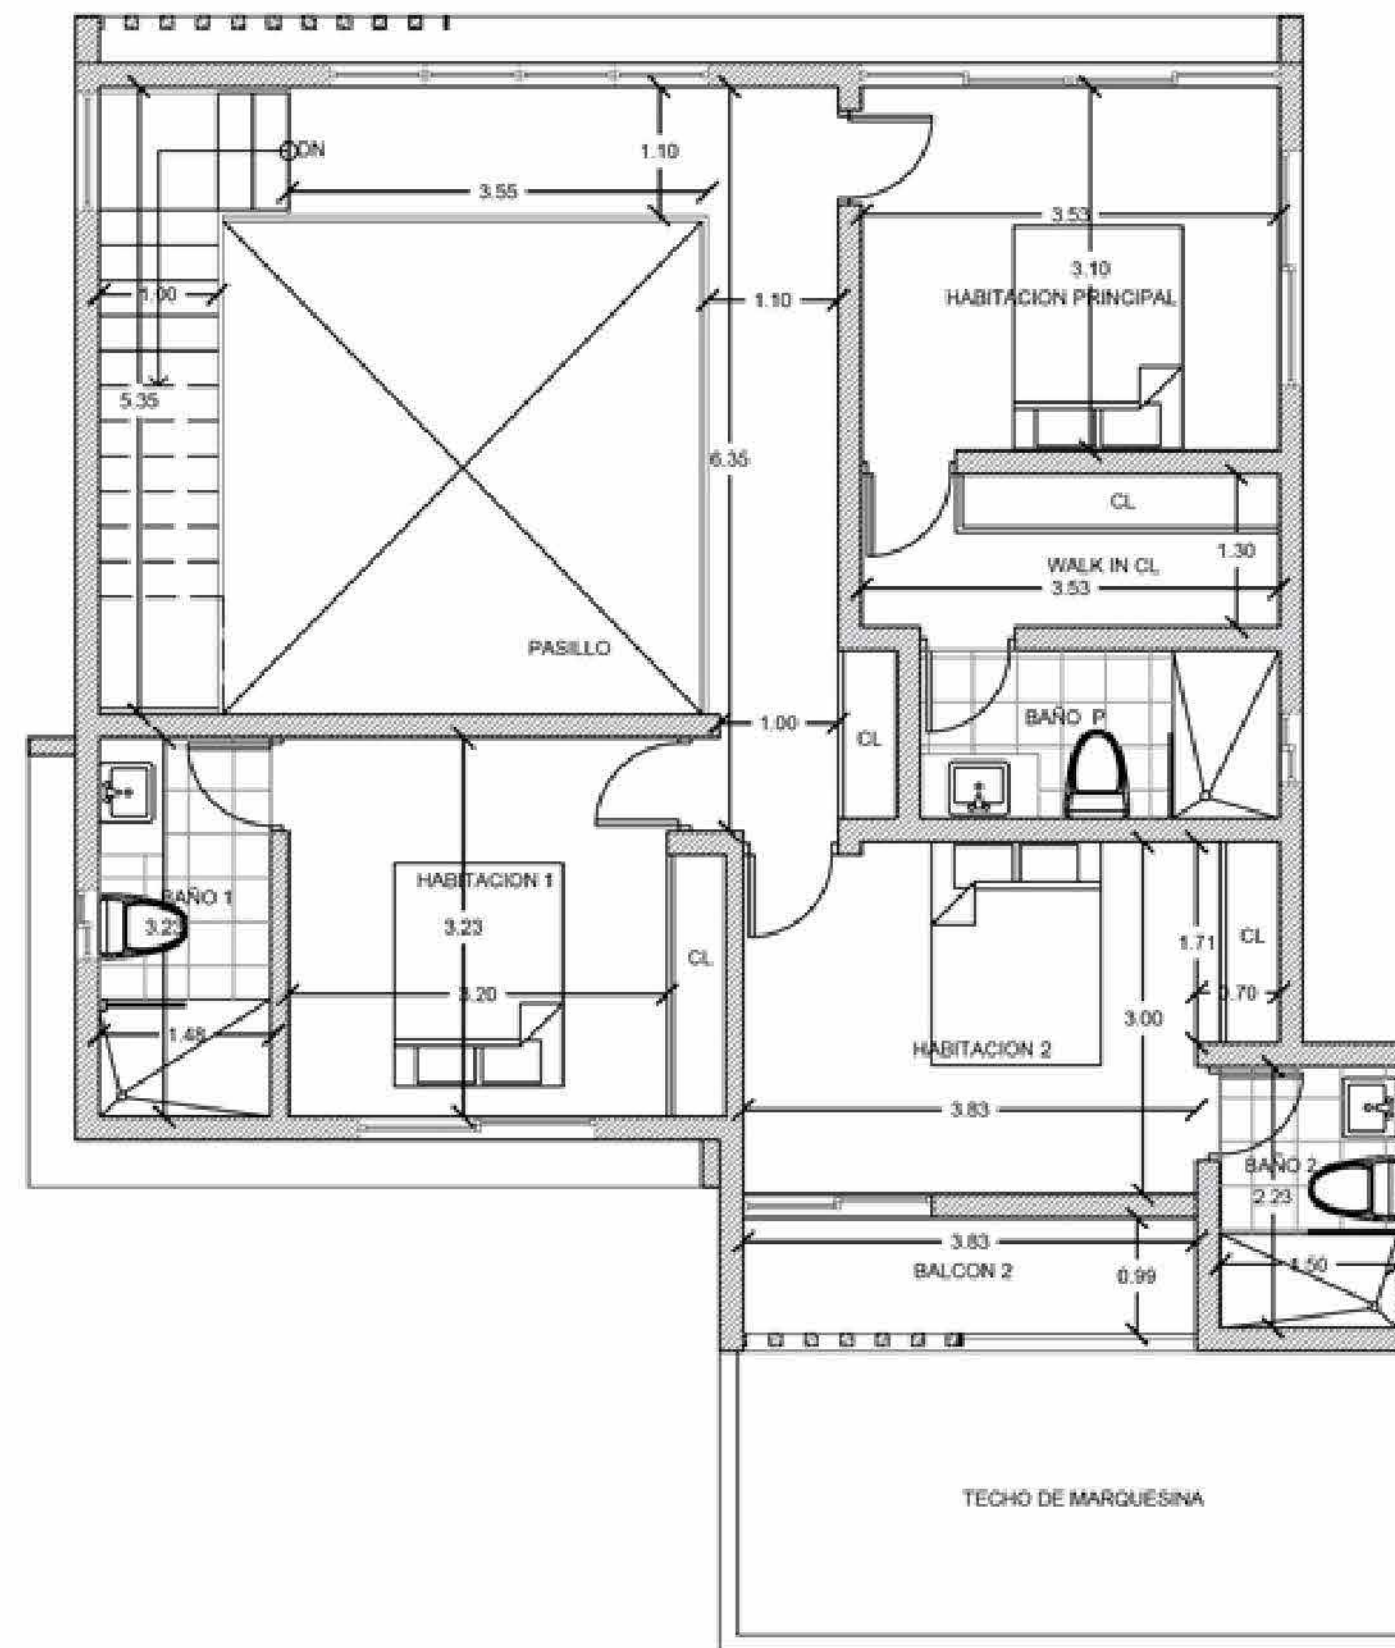 DN
1.10
3.55
3.53
3.10
HABITACION PRINCIPAL
1.00
1.10
5.35
6.35
CL
1.30
WALK IN CL
3.53
PASILLO
BAÑO P
1.00
CL
HABITACION 1
BAÑO 1
3.23
3.23
CL
1.71
CL
3.20
0.70
1.48
3.00
HABITACION 2
3.83
BAÑO 2
2.23
3.83
BALCON 2
0.99
1.50
TECHO DE MARQUESINA